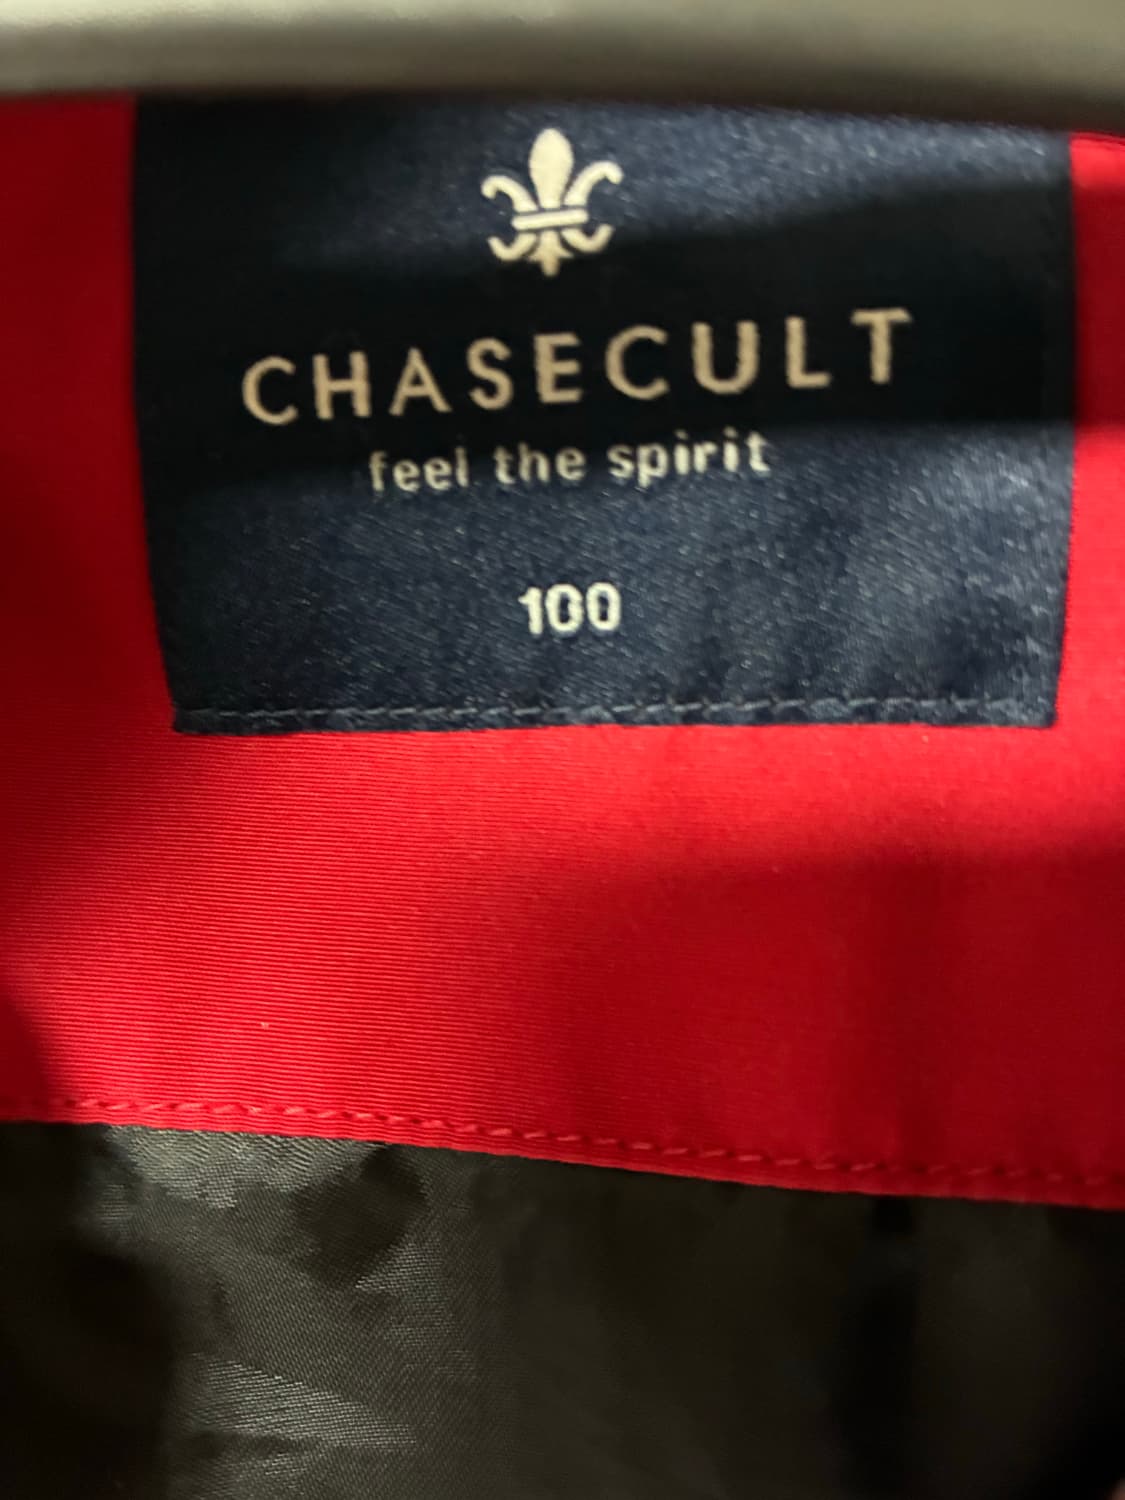 CHASECULT
feel the spirit
100